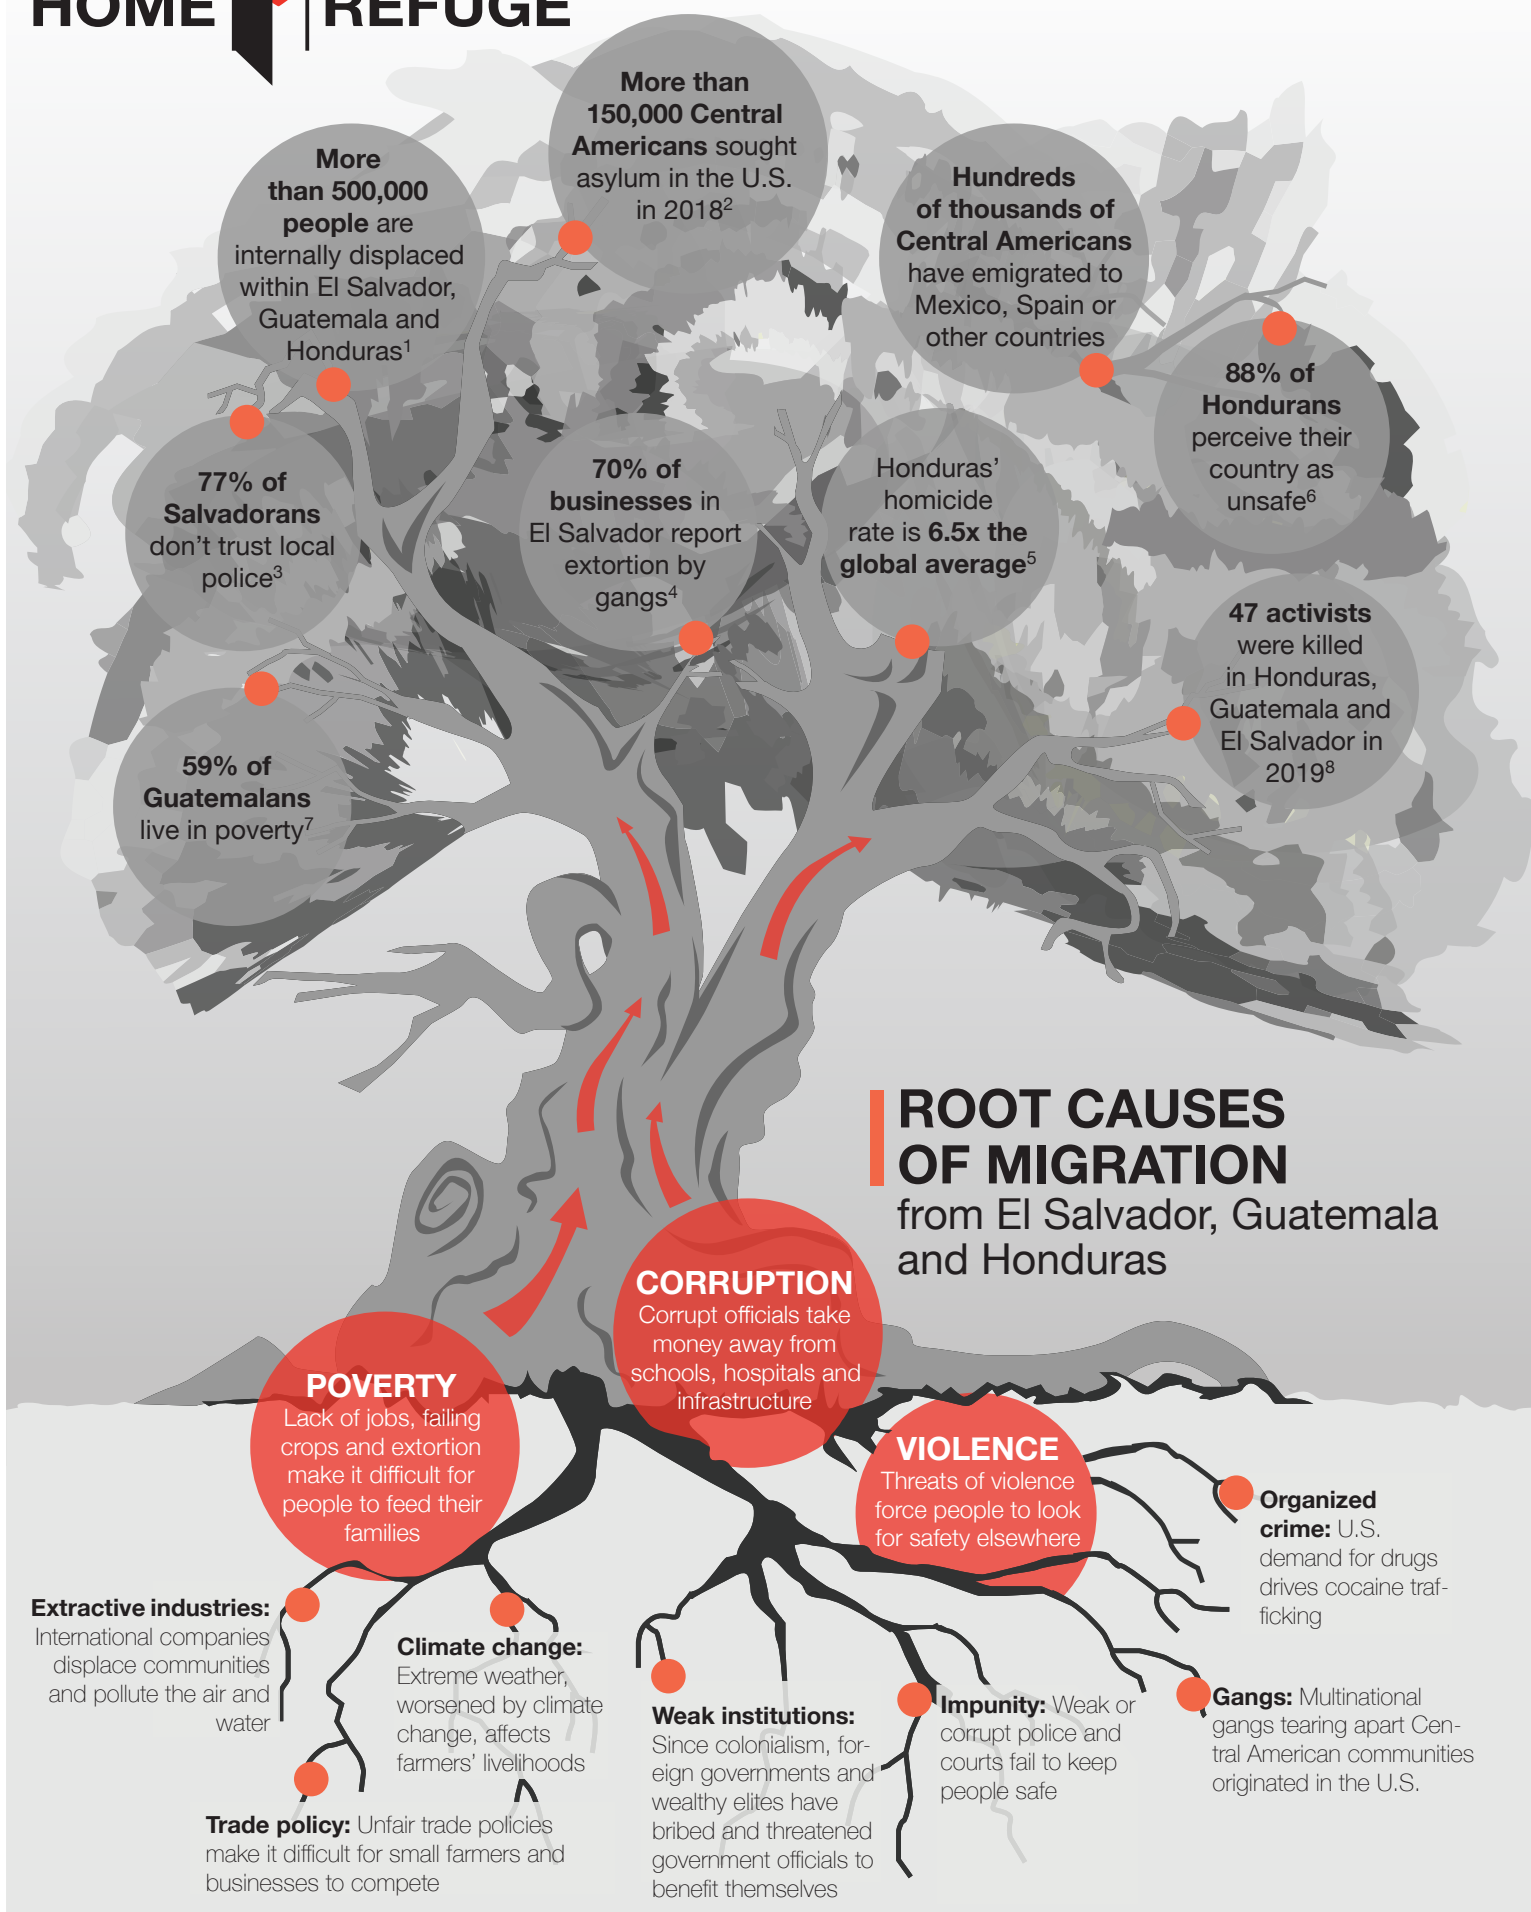 HOME REFUGE
More than
150,000 Central
Americans sought
asylum in the U.S.
in 2018²
More
than 500,000
people are
internally displaced
within El Salvador,
Guatemala and
Honduras¹
Hundreds
of thousands of
Central Americans
have emigrated to
Mexico, Spain or
other countries
88% of
Hondurans
perceive their
country as
unsafe⁶
77% of
Salvadorans
don't trust local
police³
70% of
businesses in
El Salvador report
extortion by
gangs⁴
Honduras'
homicide
rate is 6.5x the
global average⁵
47 activists
were killed
in Honduras,
Guatemala and
El Salvador in
2019⁸
59% of
Guatemalans
live in poverty⁷
ROOT CAUSES
OF MIGRATION
from El Salvador, Guatemala
and Honduras
CORRUPTION
Corrupt officials take
money away from
schools, hospitals and
infrastructure
POVERTY
Lack of jobs, failing
crops and extortion
make it difficult for
people to feed their
families
VIOLENCE
Threats of violence
force people to look
for safety elsewhere
Organized
crime: U.S.
demand for drugs
drives cocaine traf-
ficking
Extractive industries:
International companies
displace communities
and pollute the air and
water
Climate change:
Extreme weather,
worsened by climate
change, affects
farmers' livelihoods
Weak institutions:
Since colonialism, for-
eign governments and
wealthy elites have
bribed and threatened
government officials to
benefit themselves
Impunity: Weak or
corrupt police and
courts fail to keep
people safe
Gangs: Multinational
gangs tearing apart Cen-
tral American communities
originated in the U.S.
Trade policy: Unfair trade policies
make it difficult for small farmers and
businesses to compete